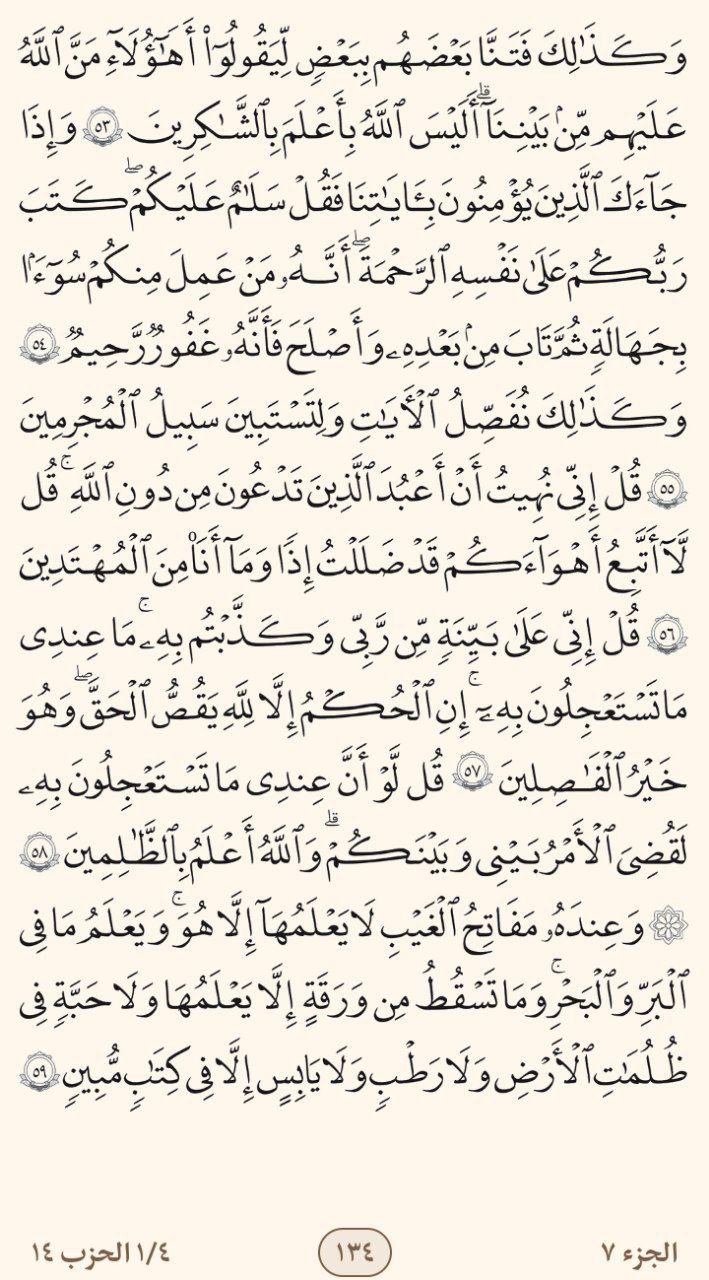 وَكَذَٰلِكَ فَتَنَّا بَعْضَهُم بِبَعْضٍ لِّيَقُولُوٓا۟ أَهَـٰٓؤُلَآءِ مَنَّ ٱللَّهُ
عَلَيْهِم مِّنۢ بَيْنِنَآ ۗ أَلَيْسَ ٱللَّهُ بِأَعْلَمَ بِٱلشَّـٰكِرِينَ ٥٣ وَإِذَا
جَآءَكَ ٱلَّذِينَ يُؤْمِنُونَ بِـَٔايَـٰتِنَا فَقُلْ سَلَـٰمٌ عَلَيْكُمْ ۖ كَتَبَ
رَبُّكُمْ عَلَىٰ نَفْسِهِ ٱلرَّحْمَةَ ۖ أَنَّهُۥ مَنْ عَمِلَ مِنكُمْ سُوٓءًۢا
بِجَهَـٰلَةٍ ثُمَّ تَابَ مِنۢ بَعْدِهِۦ وَأَصْلَحَ فَأَنَّهُۥ غَفُورٌ رَّحِيمٌ ٥٤
وَكَذَٰلِكَ نُفَصِّلُ ٱلْـَٔايَـٰتِ وَلِتَسْتَبِينَ سَبِيلُ ٱلْمُجْرِمِينَ
٥٥ قُلْ إِنِّى نُهِيتُ أَنْ أَعْبُدَ ٱلَّذِينَ تَدْعُونَ مِن دُونِ ٱللَّهِ ۚ قُل
لَّآ أَتَّبِعُ أَهْوَآءَكُمْ قَدْ ضَلَلْتُ إِذًا وَمَآ أَنَا۠ مِنَ ٱلْمُهْتَدِينَ
٥٦ قُلْ إِنِّى عَلَىٰ بَيِّنَةٍ مِّن رَّبِّى وَكَذَّبْتُم بِهِۦ ۚ مَا عِندِى
مَا تَسْتَعْجِلُونَ بِهِۦٓ ۚ إِنِ ٱلْحُكْمُ إِلَّا لِلَّهِ يَقُصُّ ٱلْحَقَّ ۖ وَهُوَ
خَيْرُ ٱلْفَـٰصِلِينَ ٥٧ قُل لَّوْ أَنَّ عِندِى مَا تَسْتَعْجِلُونَ بِهِۦ
لَقُضِىَ ٱلْأَمْرُ بَيْنِى وَبَيْنَكُمْ ۗ وَٱللَّهُ أَعْلَمُ بِٱلظَّـٰلِمِينَ ٥٨
۞ وَعِندَهُۥ مَفَاتِحُ ٱلْغَيْبِ لَا يَعْلَمُهَآ إِلَّا هُوَ ۚ وَيَعْلَمُ مَا فِى
ٱلْبَرِّ وَٱلْبَحْرِ ۚ وَمَا تَسْقُطُ مِن وَرَقَةٍ إِلَّا يَعْلَمُهَا وَلَا حَبَّةٍ فِى
ظُلُمَـٰتِ ٱلْأَرْضِ وَلَا رَطْبٍ وَلَا يَابِسٍ إِلَّا فِى كِتَـٰبٍ مُّبِينٍ ٥٩
الجزء ٧ ١٣٤ ١/٤ الحزب ١٤